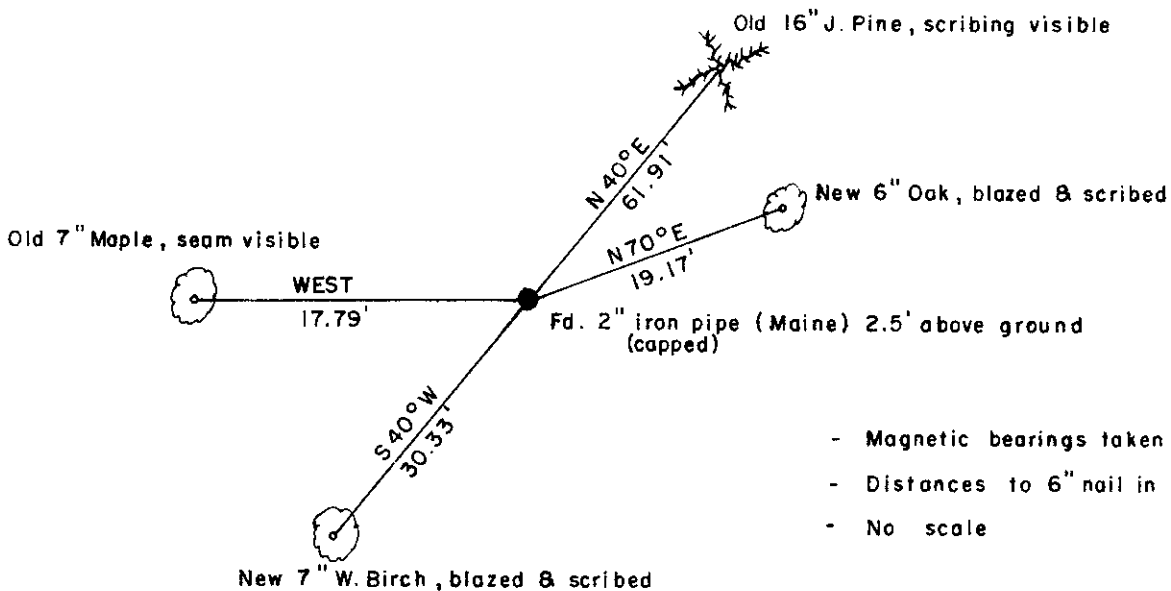 Old 16" J. Pine, scribing visible
N 40° E
61.91'
New 6" Oak, blazed & scribed
Old 7" Maple, seam visible
N 70° E
19.17'
WEST
17.79'
Fd. 2" iron pipe (Maine) 2.5' above ground
(capped)
S 40° W
30.33'
- Magnetic bearings taken
- Distances to 6" nail in
- No scale
New 7" W. Birch, blazed & scribed